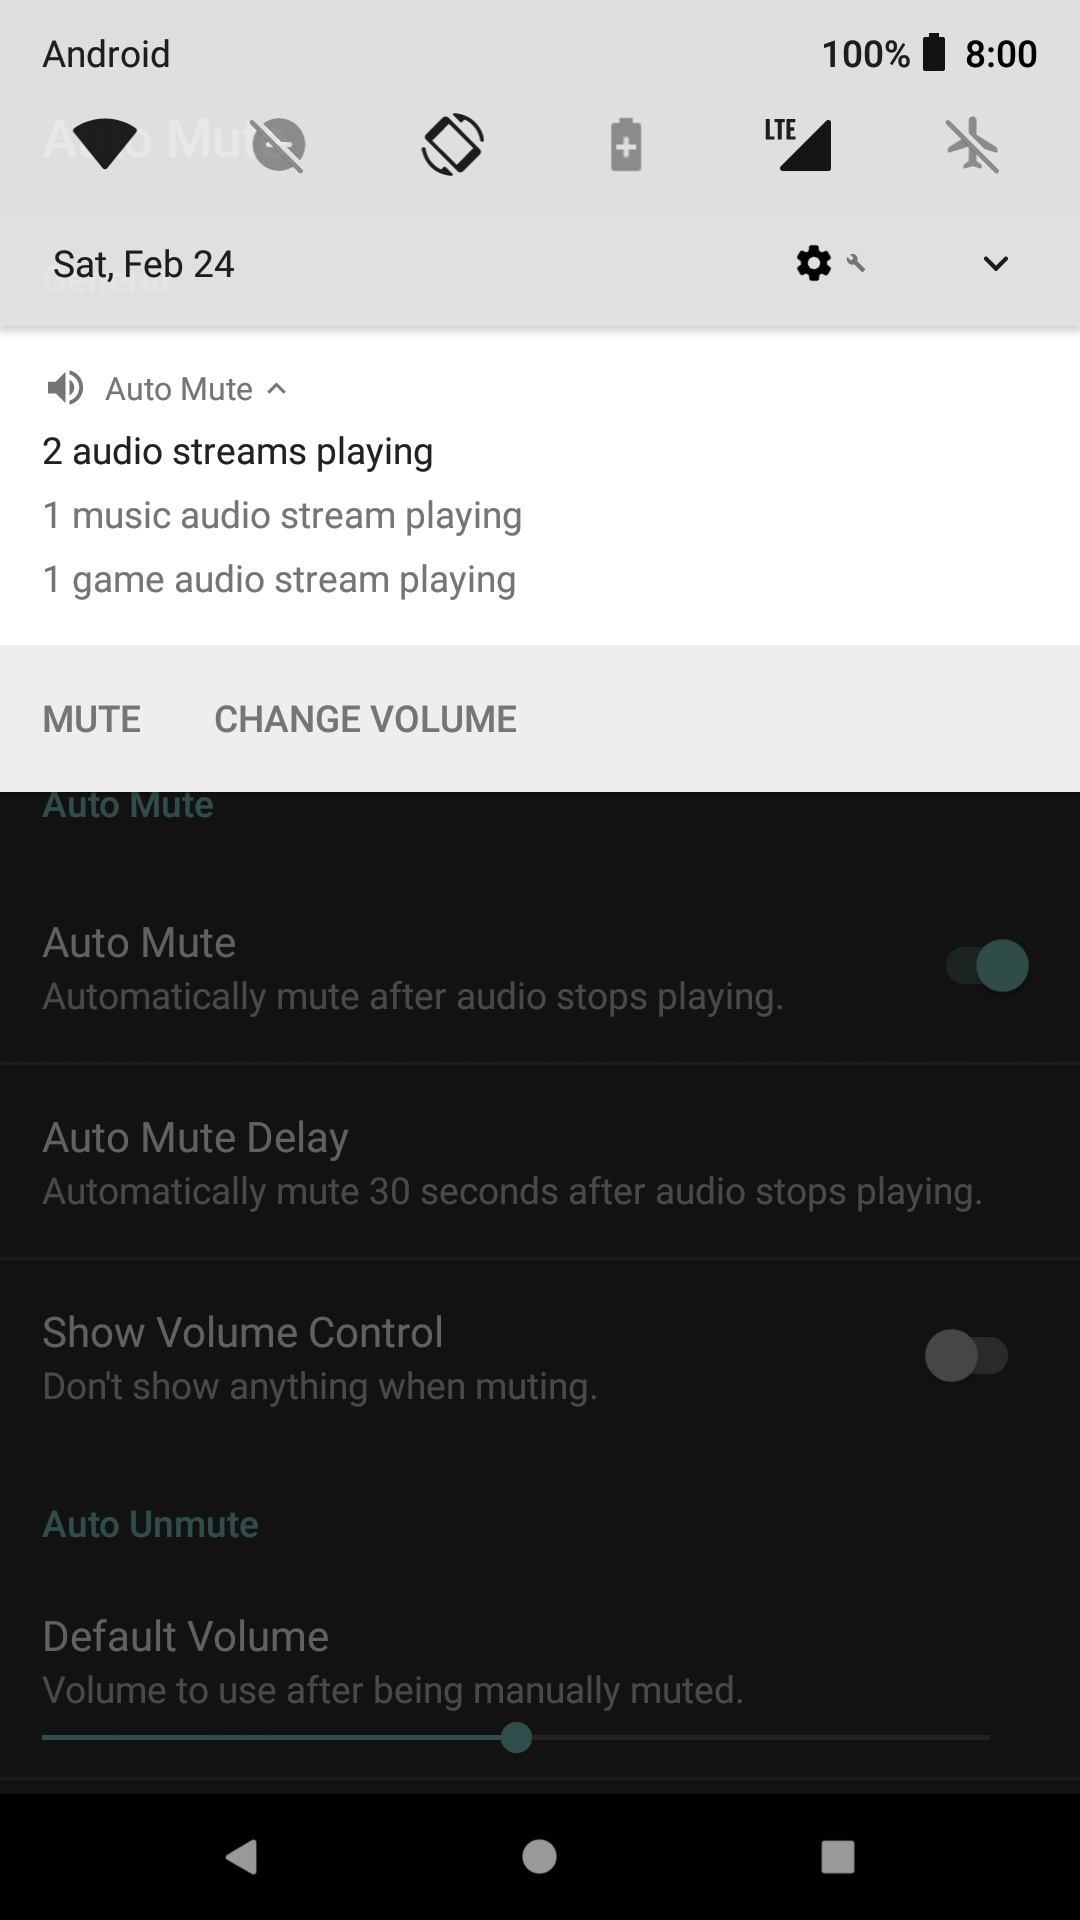 Android
100% 8:00
Auto Mute
LTE
Sat, Feb 24
General
Auto Mute
2 audio streams playing
1 music audio stream playing
1 game audio stream playing
MUTE CHANGE VOLUME
Auto Mute
Auto Mute
Automatically mute after audio stops playing.
Auto Mute Delay
Automatically mute 30 seconds after audio stops playing.
Show Volume Control
Don't show anything when muting.
Auto Unmute
Default Volume
Volume to use after being manually muted.